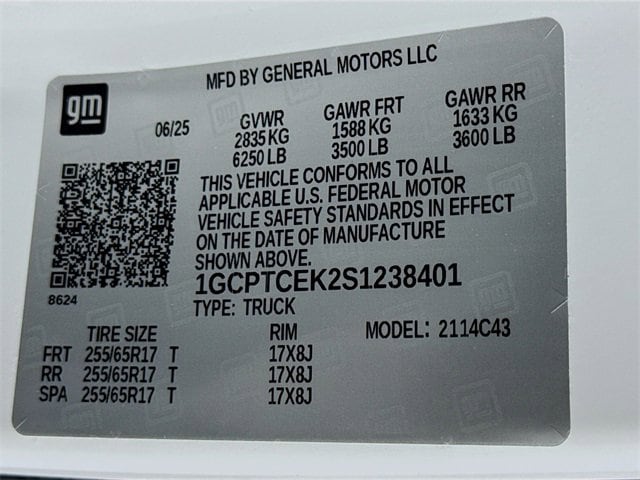 MFD BY GENERAL MOTORS LLC
gm
06/25
GVWR GAWR FRT GAWR RR
2835 KG 1588 KG 1633 KG
6250 LB 3500 LB 3600 LB
THIS VEHICLE CONFORMS TO ALL
APPLICABLE U.S. FEDERAL MOTOR
VEHICLE SAFETY STANDARDS IN EFFECT
ON THE DATE OF MANUFACTURE
SHOWN ABOVE.
8624
1GCPTCEK2S1238401
TYPE: TRUCK
TIRE SIZE RIM MODEL: 2114C43
FRT 255/65R17 T 17X8J
RR 255/65R17 T 17X8J
SPA 255/65R17 T 17X8J